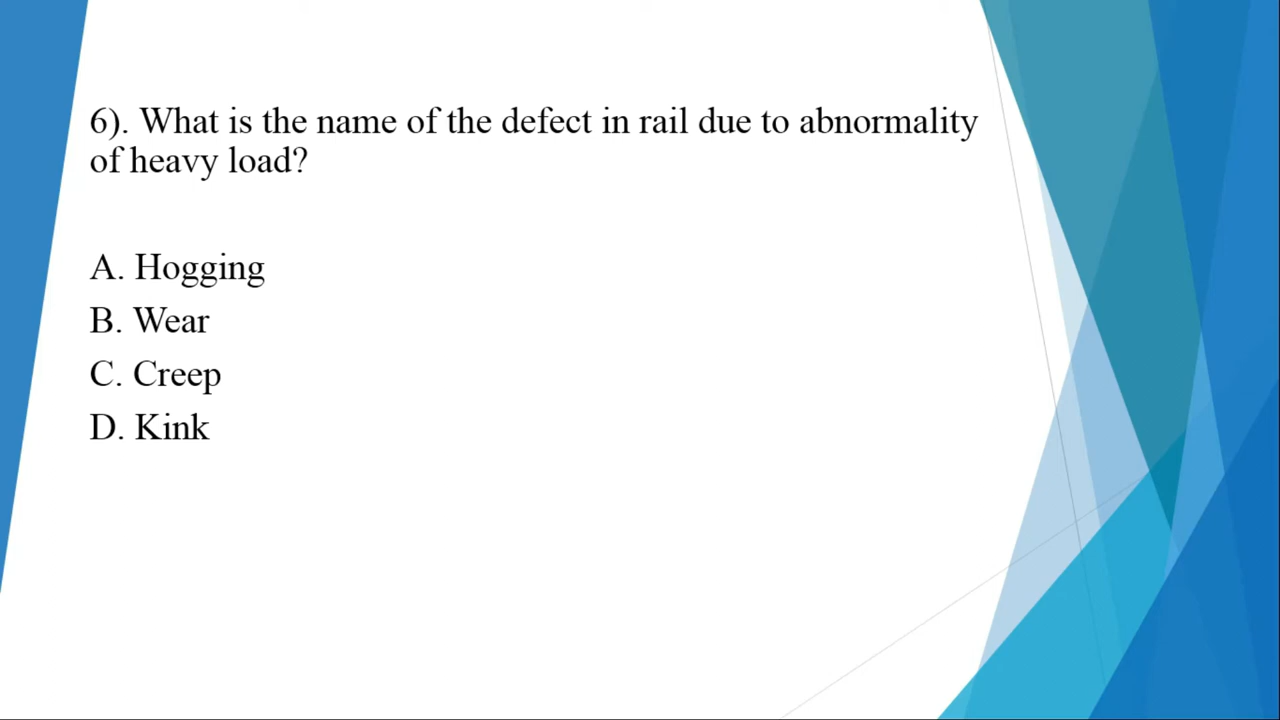 6). What is the name of the defect in rail due to abnormality
of heavy load?
A. Hogging
B. Wear
C. Creep
D. Kink